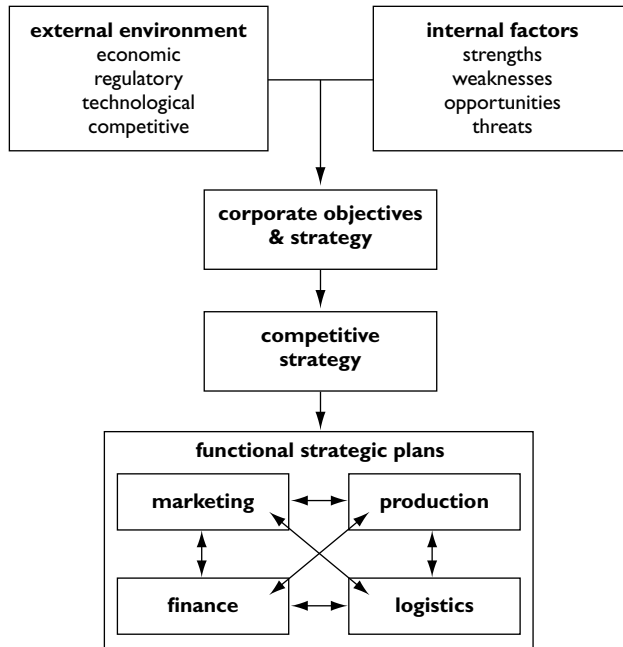 external environment
economic
regulatory
technological
competitive
internal factors
strengths
weaknesses
opportunities
threats
corporate objectives
& strategy
competitive
strategy
functional strategic plans
marketing
production
finance
logistics